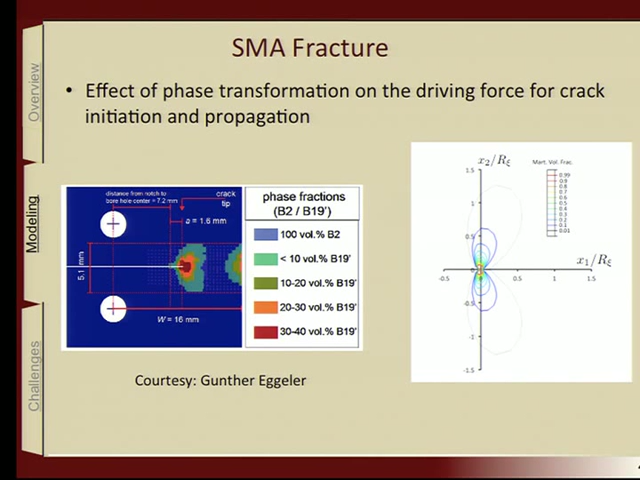 SMA Fracture
• Effect of phase transformation on the driving force for crack
initiation and propagation
Overview
Modeling
Challenges
distance from notch to
bore hole center = 7.2 mm
crack
tip
a = 1.6 mm
5.1 mm
W = 16 mm
phase fractions
(B2 / B19')
100 vol.% B2
< 10 vol.% B19'
10-20 vol.% B19'
20-30 vol.% B19'
30-40 vol.% B19'
Courtesy: Gunther Eggeler
x₂/Rξ
Mart. Vol. Frac.
0.99
0.9
0.8
0.7
0.6
0.5
0.4
0.3
0.2
0.1
0.01
1.5
1
0.5
x₁/Rξ
-0.5
0.5
1
1.5
-0.5
-1
-1.5